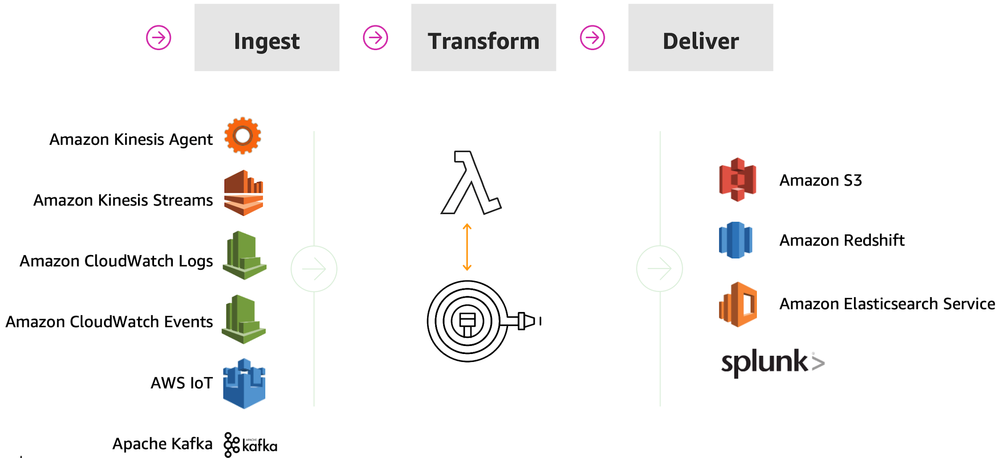 Ingest
Transform
Deliver
Amazon Kinesis Agent
Amazon Kinesis Streams
Amazon CloudWatch Logs
Amazon CloudWatch Events
AWS IoT
Apache Kafka
APACHE
kafka
Amazon S3
Amazon Redshift
Amazon Elasticsearch Service
splunk>